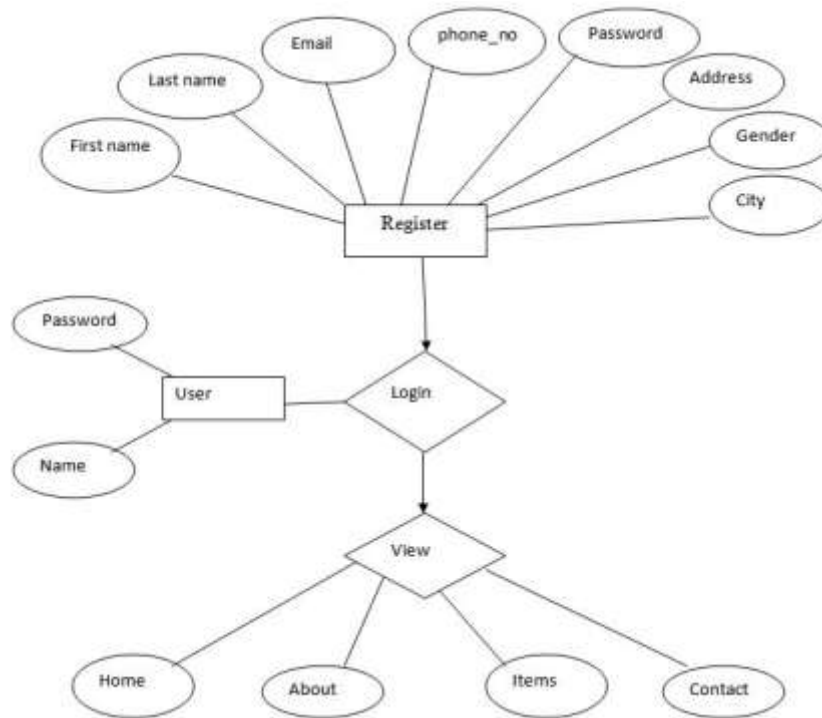 Email
phone_no
Password
Last name
Address
First name
Gender
City
Register
Password
User
Login
Name
View
Home
About
Items
Contact